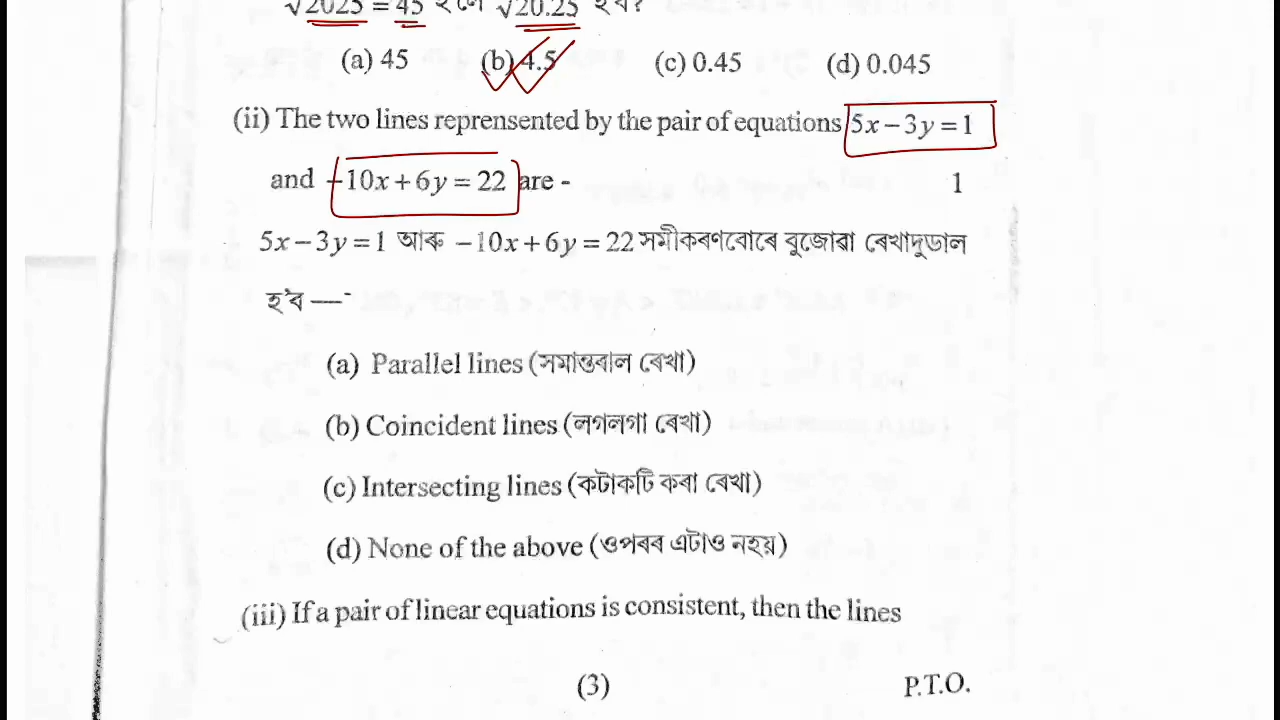 √2025 = 45 হলে √20.25 হব?
(a) 45 (b) 4.5 (c) 0.45 (d) 0.045
(ii) The two lines reprensented by the pair of equations 5x – 3y = 1
and –10x + 6y = 22 are - 1
5x – 3y = 1 আৰু –10x + 6y = 22 সমীকৰণবোৰে বুজোৱা ৰেখাদুডাল
হ'ব —
(a) Parallel lines (সমান্তৰাল ৰেখা)
(b) Coincident lines (লগলগা ৰেখা)
(c) Intersecting lines (কটাকটি কৰা ৰেখা)
(d) None of the above (ওপৰৰ এটাও নহয়)
(iii) If a pair of linear equations is consistent, then the lines
(3) P.T.O.